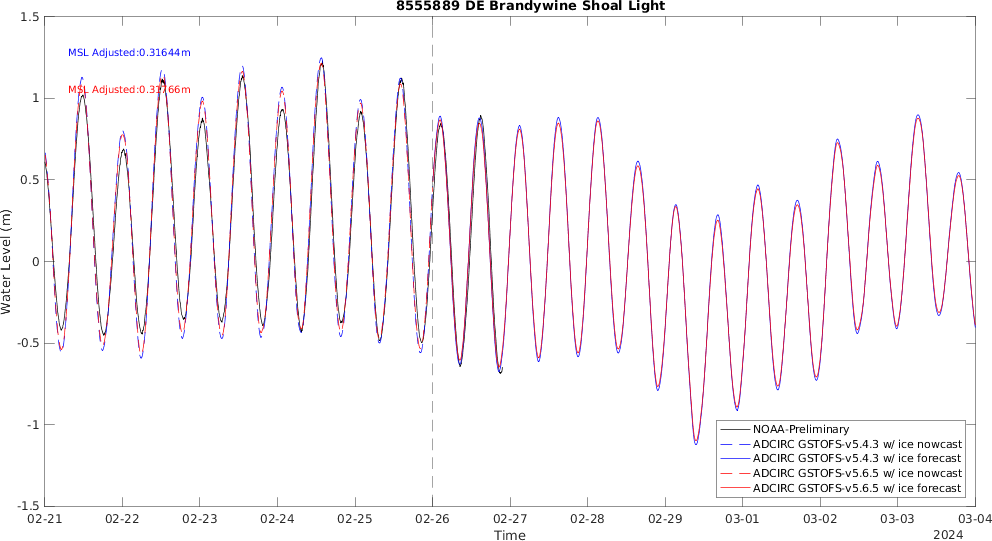 8555889 DE Brandywine Shoal Light
1.5
1
0.5
0
-0.5
-1
-1.5
Water Level (m)
MSL Adjusted:0.31644m
MSL Adjusted:0.31766m
NOAA-Preliminary
ADCIRC GSTOFS-v5.4.3 w/ ice nowcast
ADCIRC GSTOFS-v5.4.3 w/ ice forecast
ADCIRC GSTOFS-v5.6.5 w/ ice nowcast
ADCIRC GSTOFS-v5.6.5 w/ ice forecast
02-21 02-22 02-23 02-24 02-25 02-26 02-27 02-28 02-29 03-01 03-02 03-03 03-04
Time
2024